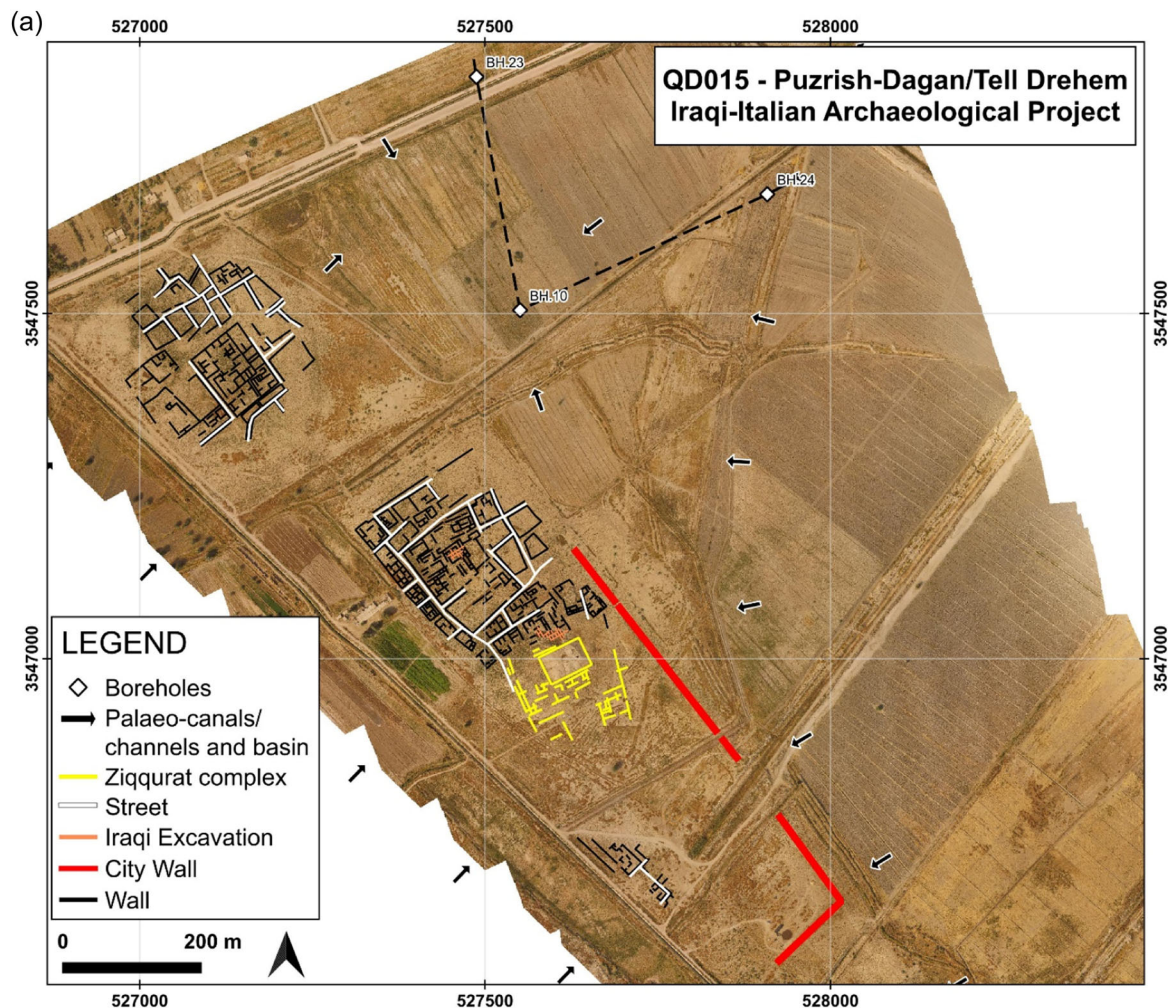 (a)
527000 527500 528000
QD015 - Puzrish-Dagan/Tell Drehem
Iraqi-Italian Archaeological Project
BH.23
BH.24
BH.10
3547500 3547500
3547000 3547000
LEGEND
Boreholes
Palaeo-canals/
channels and basin
Ziqqurat complex
Street
Iraqi Excavation
City Wall
Wall
0 200 m
527000 527500 528000